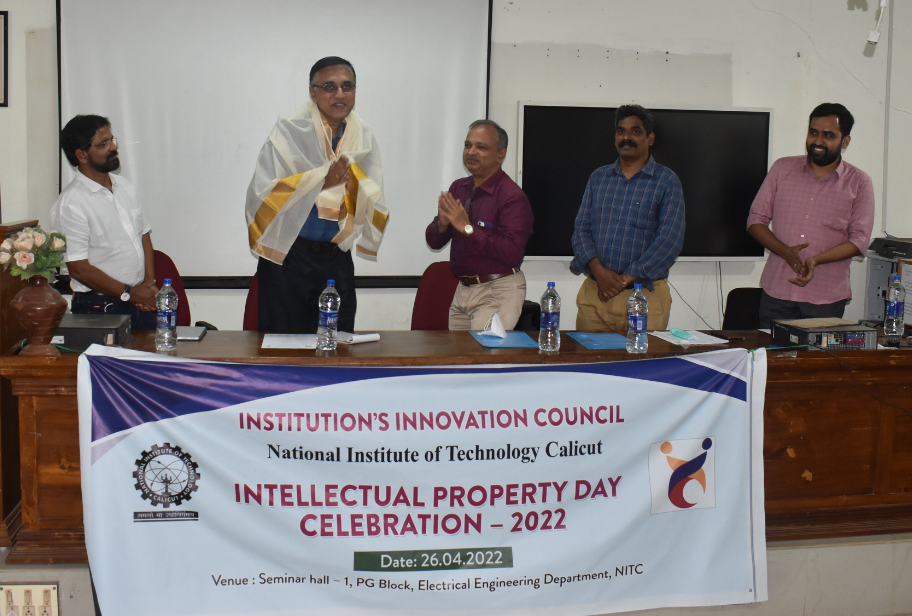 INSTITUTION'S INNOVATION COUNCIL
National Institute of Technology Calicut
INTELLECTUAL PROPERTY DAY
CELEBRATION – 2022
Date: 26.04.2022
Venue : Seminar hall – 1, PG Block, Electrical Engineering Department, NITC